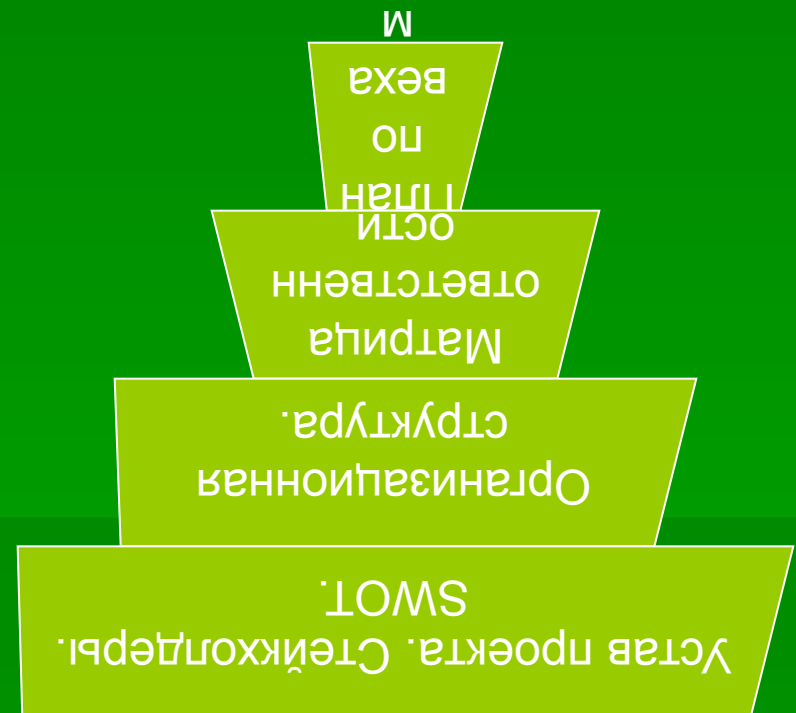 Устав проекта. Стейкхолдеры.
SWOT.
Организационная
структура.
Матрица
ответственн
ости
План
по
веха
м